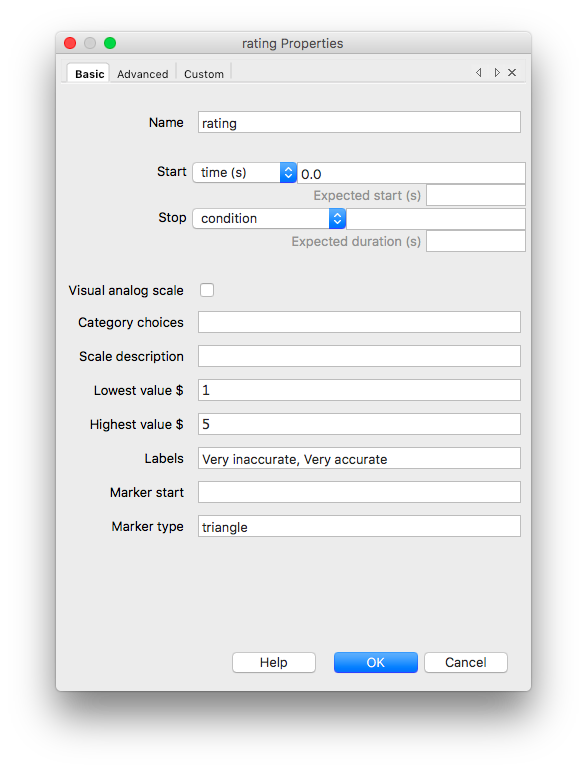 rating Properties
Basic Advanced Custom
Name rating
Start time (s) 0.0
Expected start (s)
Stop condition
Expected duration (s)
Visual analog scale
Category choices
Scale description
Lowest value $ 1
Highest value $ 5
Labels Very inaccurate, Very accurate
Marker start
Marker type triangle
Help OK Cancel